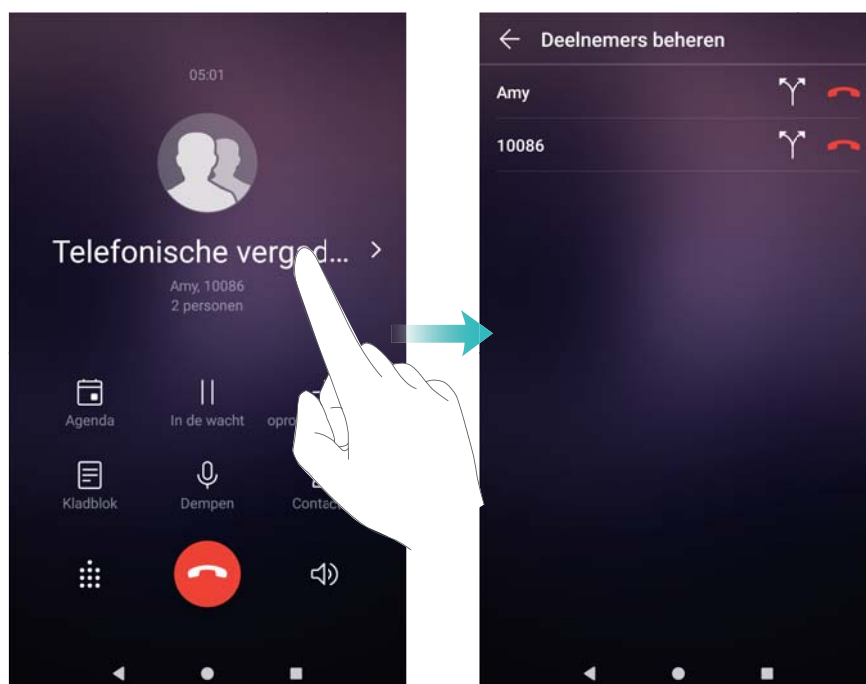 05:01
Telefonische vergad...
Amy, 10086
2 personen
Agenda
In de wacht
Kladblok
Dempen
Deelnemers beheren
Amy
10086